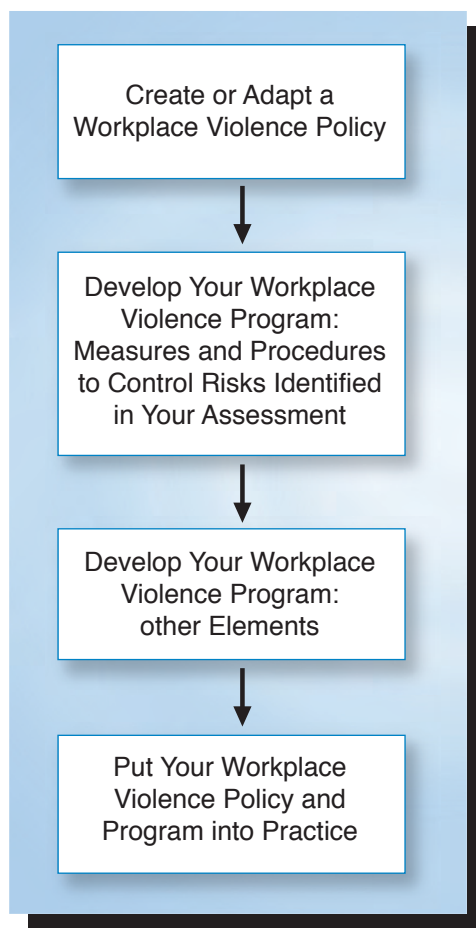 Create or Adapt a
Workplace Violence Policy
Develop Your Workplace
Violence Program:
Measures and Procedures
to Control Risks Identified
in Your Assessment
Develop Your Workplace
Violence Program:
other Elements
Put Your Workplace
Violence Policy and
Program into Practice